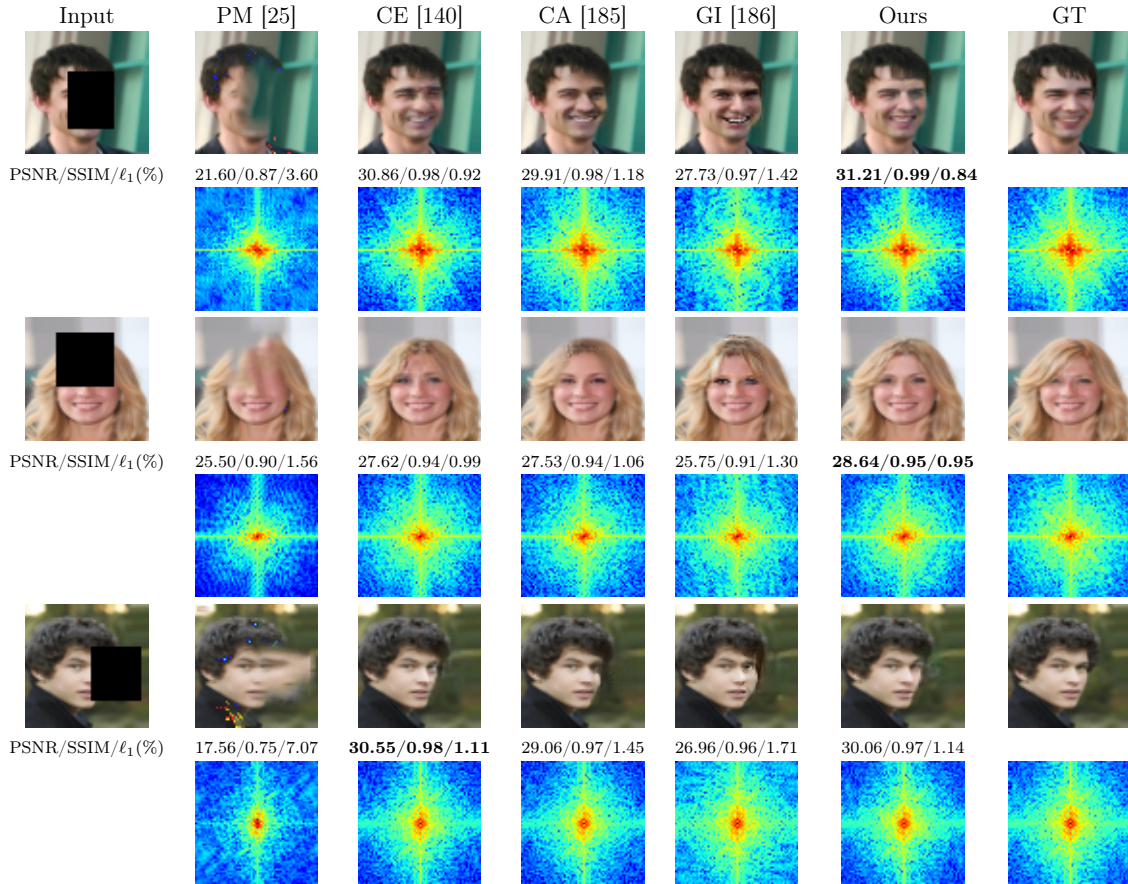 Input PM [25] CE [140] CA [185] GI [186] Ours GT
PSNR/SSIM/ℓ₁(%) 21.60/0.87/3.60 30.86/0.98/0.92 29.91/0.98/1.18 27.73/0.97/1.42 31.21/0.99/0.84
PSNR/SSIM/ℓ₁(%) 25.50/0.90/1.56 27.62/0.94/0.99 27.53/0.94/1.06 25.75/0.91/1.30 28.64/0.95/0.95
PSNR/SSIM/ℓ₁(%) 17.56/0.75/7.07 30.55/0.98/1.11 29.06/0.97/1.45 26.96/0.96/1.71 30.06/0.97/1.14